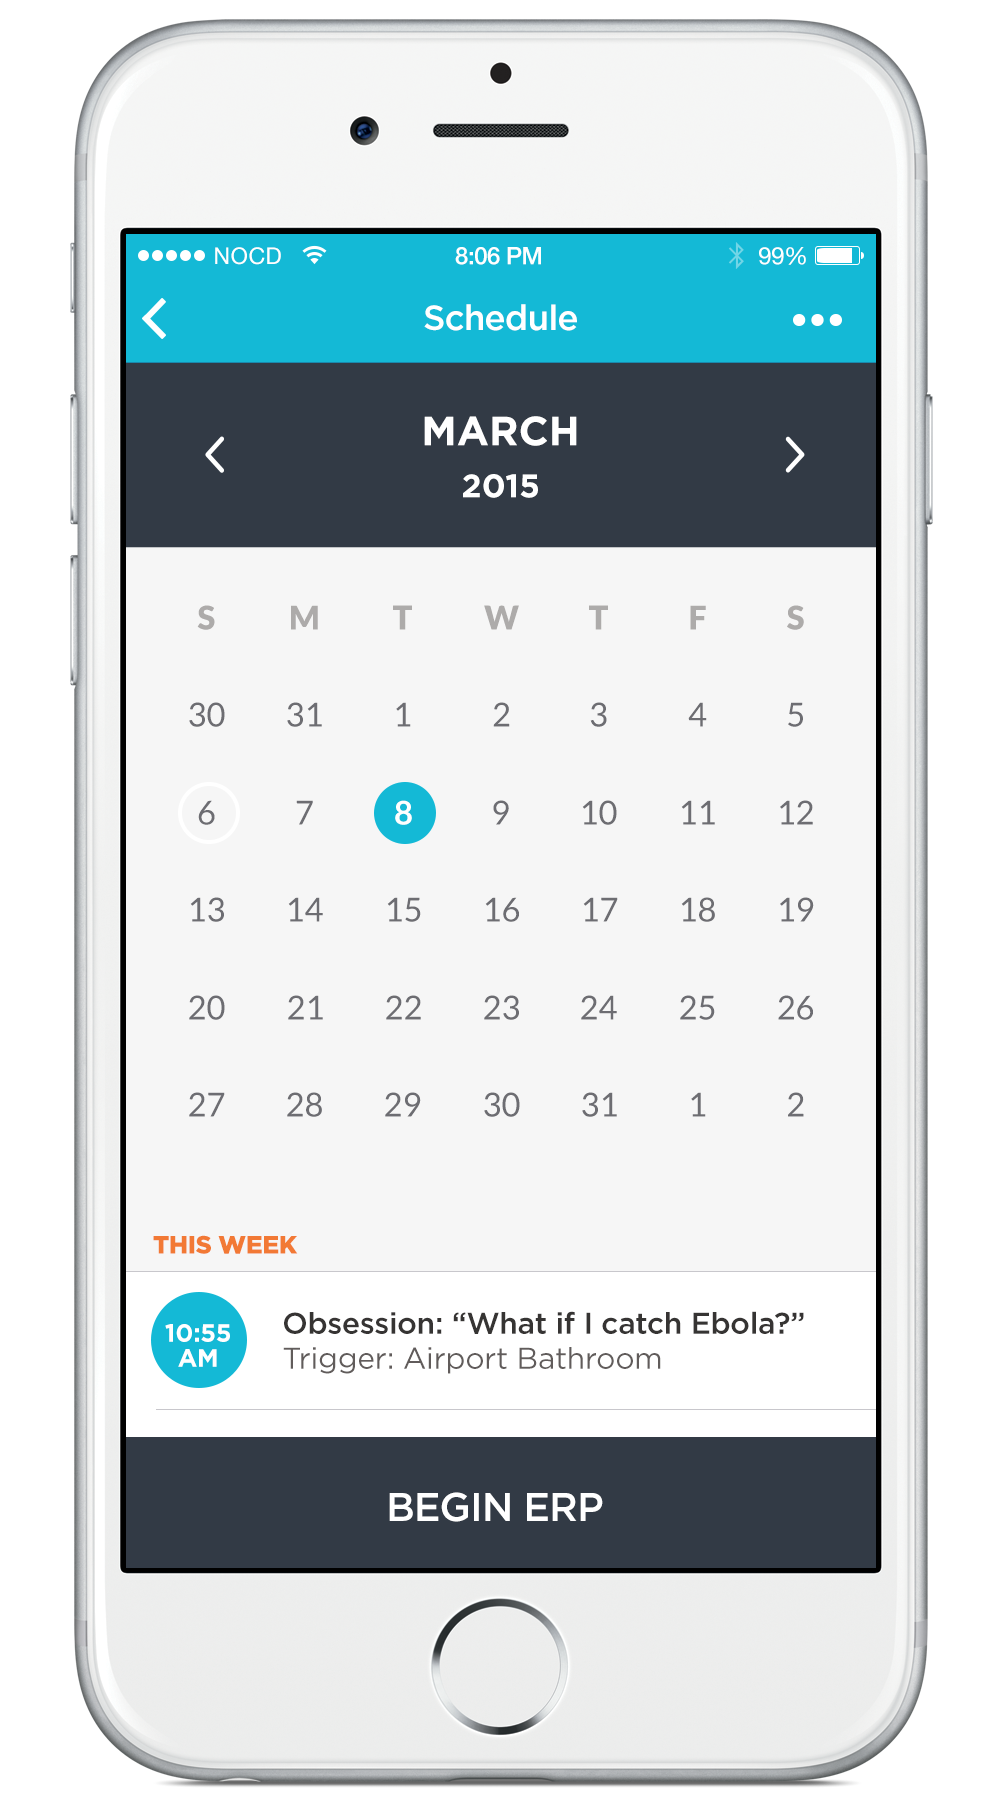 NOCD 8:06 PM 99%
Schedule
MARCH
2015
S M T W T F S
30 31 1 2 3 4 5
6 7 8 9 10 11 12
13 14 15 16 17 18 19
20 21 22 23 24 25 26
27 28 29 30 31 1 2
THIS WEEK
10:55
AM
Obsession: “What if I catch Ebola?”
Trigger: Airport Bathroom
BEGIN ERP